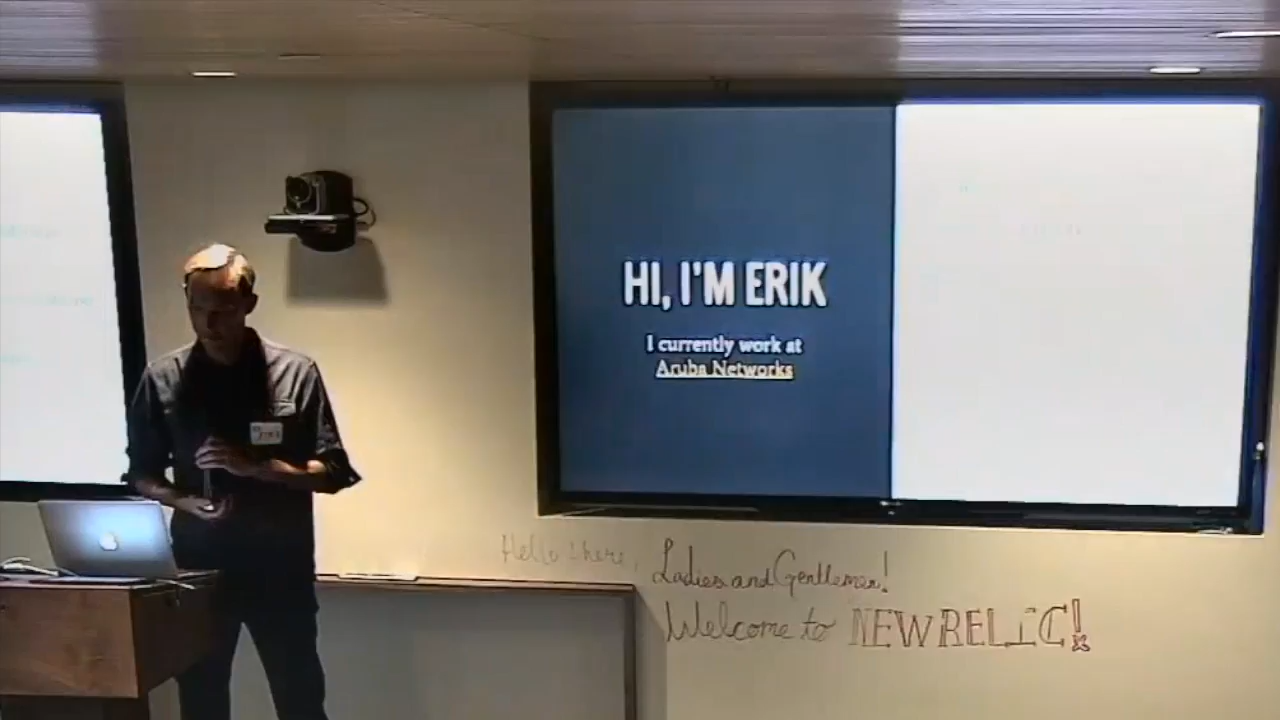 HI, I'M ERIK
I currently work at
Aruba Networks
Hello there, Ladies and Gentlemen!
Welcome to NEWRELIC!